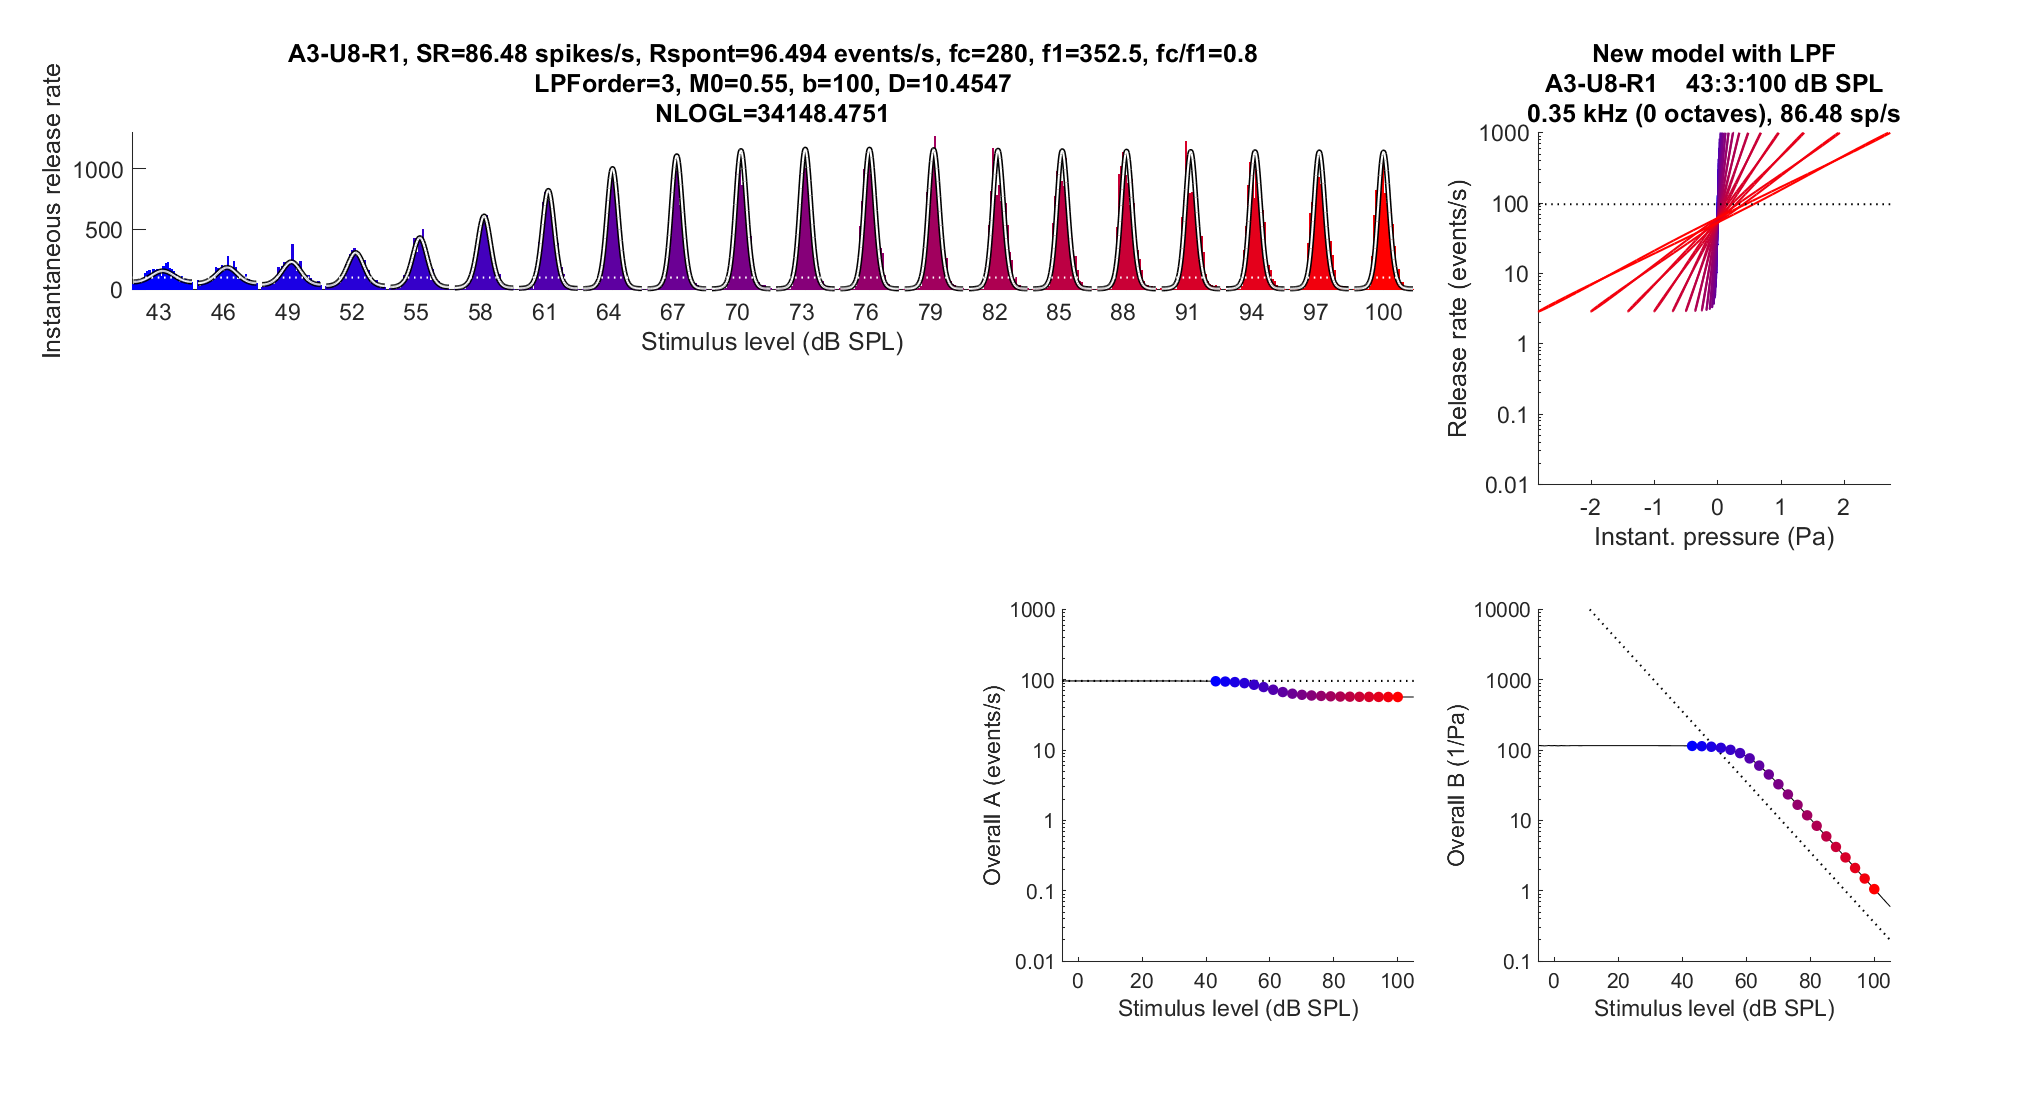 A3-U8-R1, SR=86.48 spikes/s, Rspont=96.494 events/s, fc=280, f1=352.5, fc/f1=0.8
LPForder=3, M0=0.55, b=100, D=10.4547
NLOGL=34148.4751
Instantaneous release rate
1000
500
0
43 46 49 52 55 58 61 64 67 70 73 76 79 82 85 88 91 94 97 100
Stimulus level (dB SPL)
New model with LPF
A3-U8-R1 43:3:100 dB SPL
0.35 kHz (0 octaves), 86.48 sp/s
Release rate (events/s)
1000
100
10
1
0.1
0.01
-2 -1 0 1 2
Instant. pressure (Pa)
Overall A (events/s)
1000
100
10
1
0.1
0.01
0 20 40 60 80 100
Stimulus level (dB SPL)
Overall B (1/Pa)
10000
1000
100
10
1
0.1
0 20 40 60 80 100
Stimulus level (dB SPL)